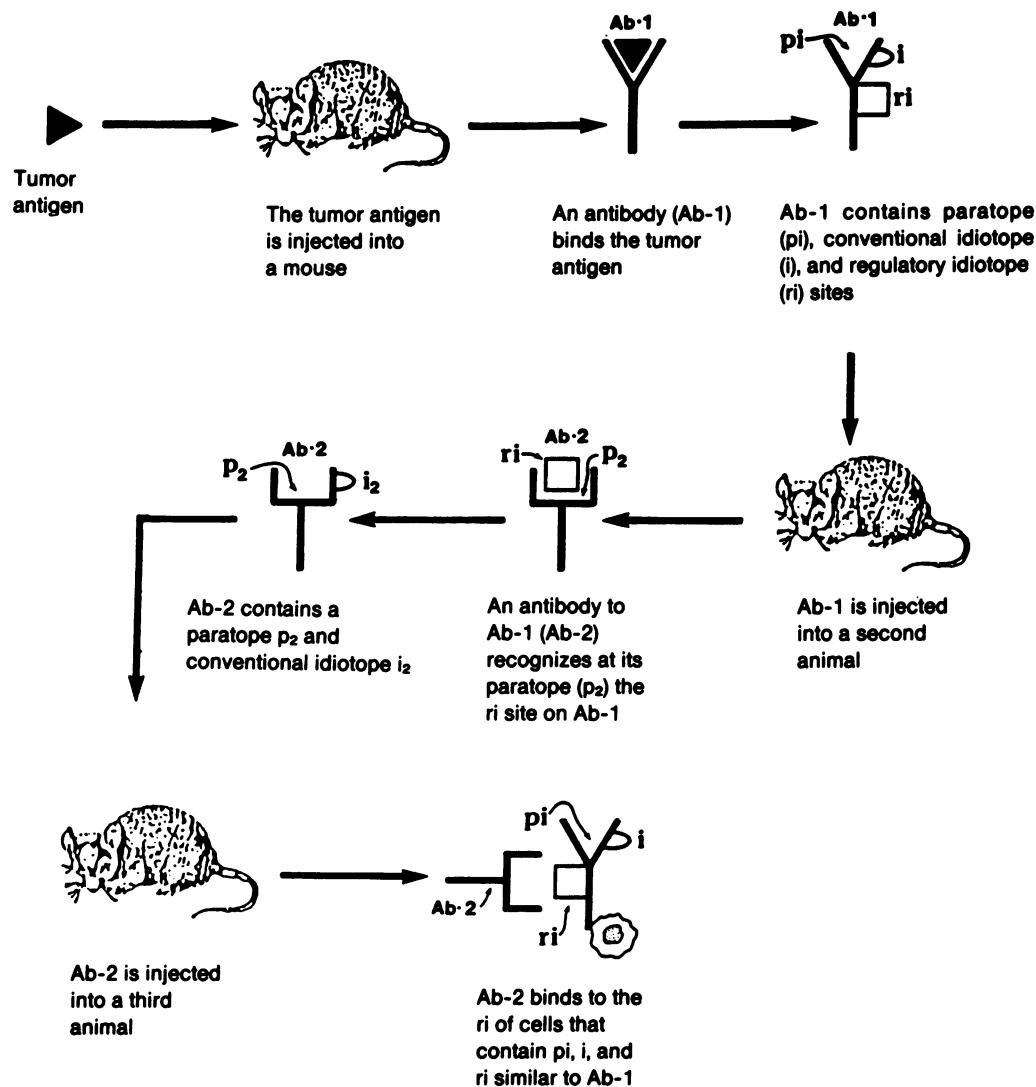 Tumor
antigen
The tumor antigen
is injected into
a mouse
Ab·1
An antibody (Ab-1)
binds the tumor
antigen
Ab·1
pi
i
ri
Ab-1 contains paratope
(pi), conventional idiotope
(i), and regulatory idiotope
(ri) sites
Ab-1 is injected
into a second
animal
Ab·2
ri
p₂
An antibody to
Ab-1 (Ab-2)
recognizes at its
paratope (p₂) the
ri site on Ab-1
Ab·2
p₂
i₂
Ab-2 contains a
paratope p₂ and
conventional idiotope i₂
Ab-2 is injected
into a third
animal
pi
i
Ab·2
ri
Ab-2 binds to the
ri of cells that
contain pi, i, and
ri similar to Ab-1